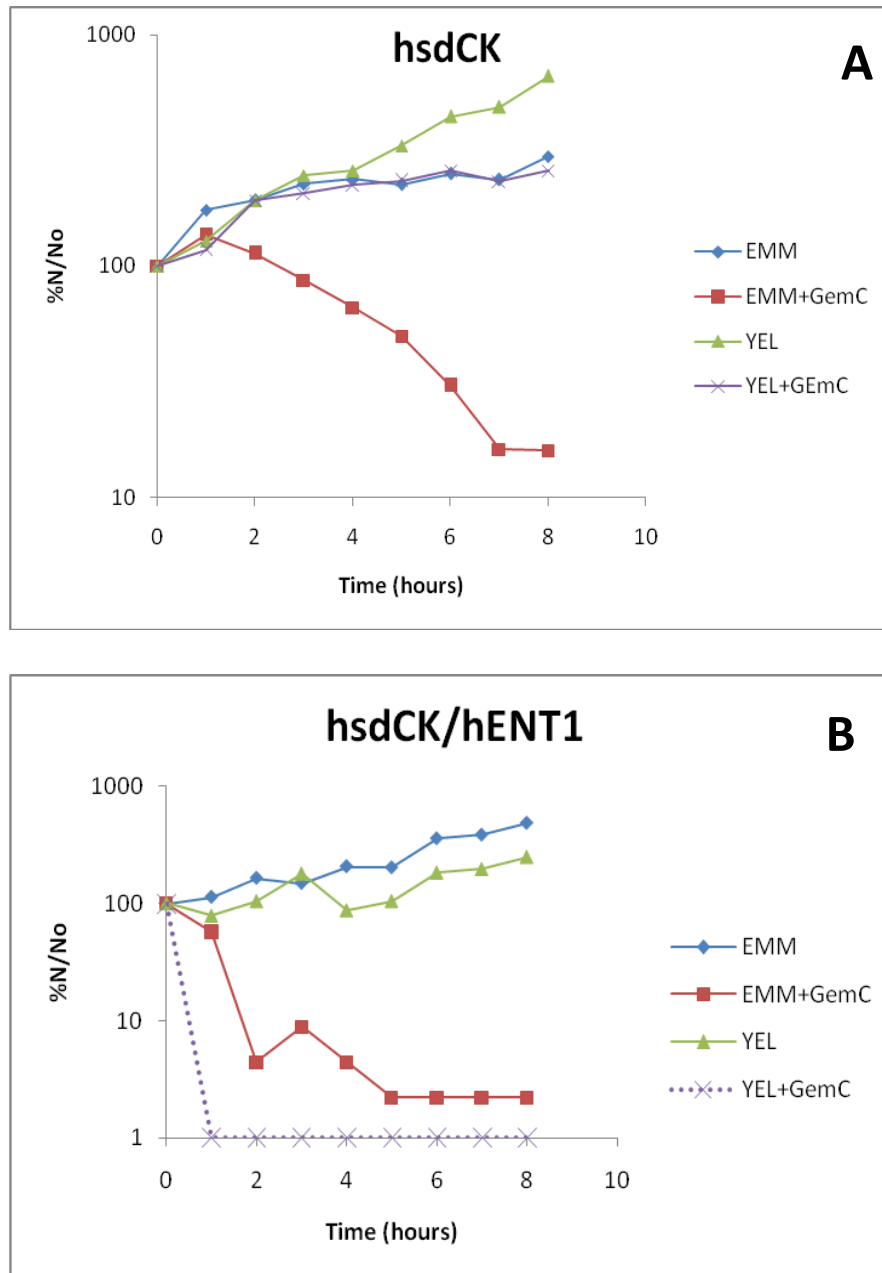 hsdCK
A
1000
100
10
%N/No
0 2 4 6 8 10
Time (hours)
EMM
EMM+GemC
YEL
YEL+GEmC
hsdCK/hENT1
B
1000
100
10
1
%N/No
0 2 4 6 8 10
Time (hours)
EMM
EMM+GemC
YEL
YEL+GemC